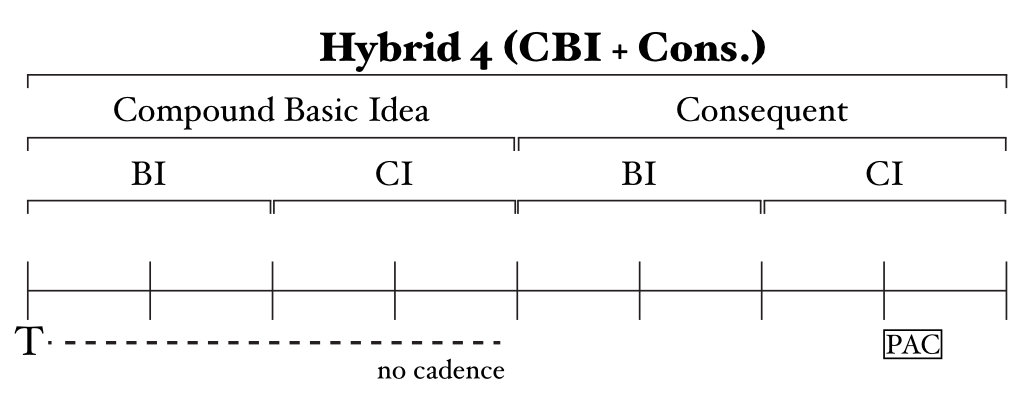 Hybrid 4 (CBI + Cons.)
Compound Basic Idea Consequent
BI CI BI CI
T
PAC
no cadence